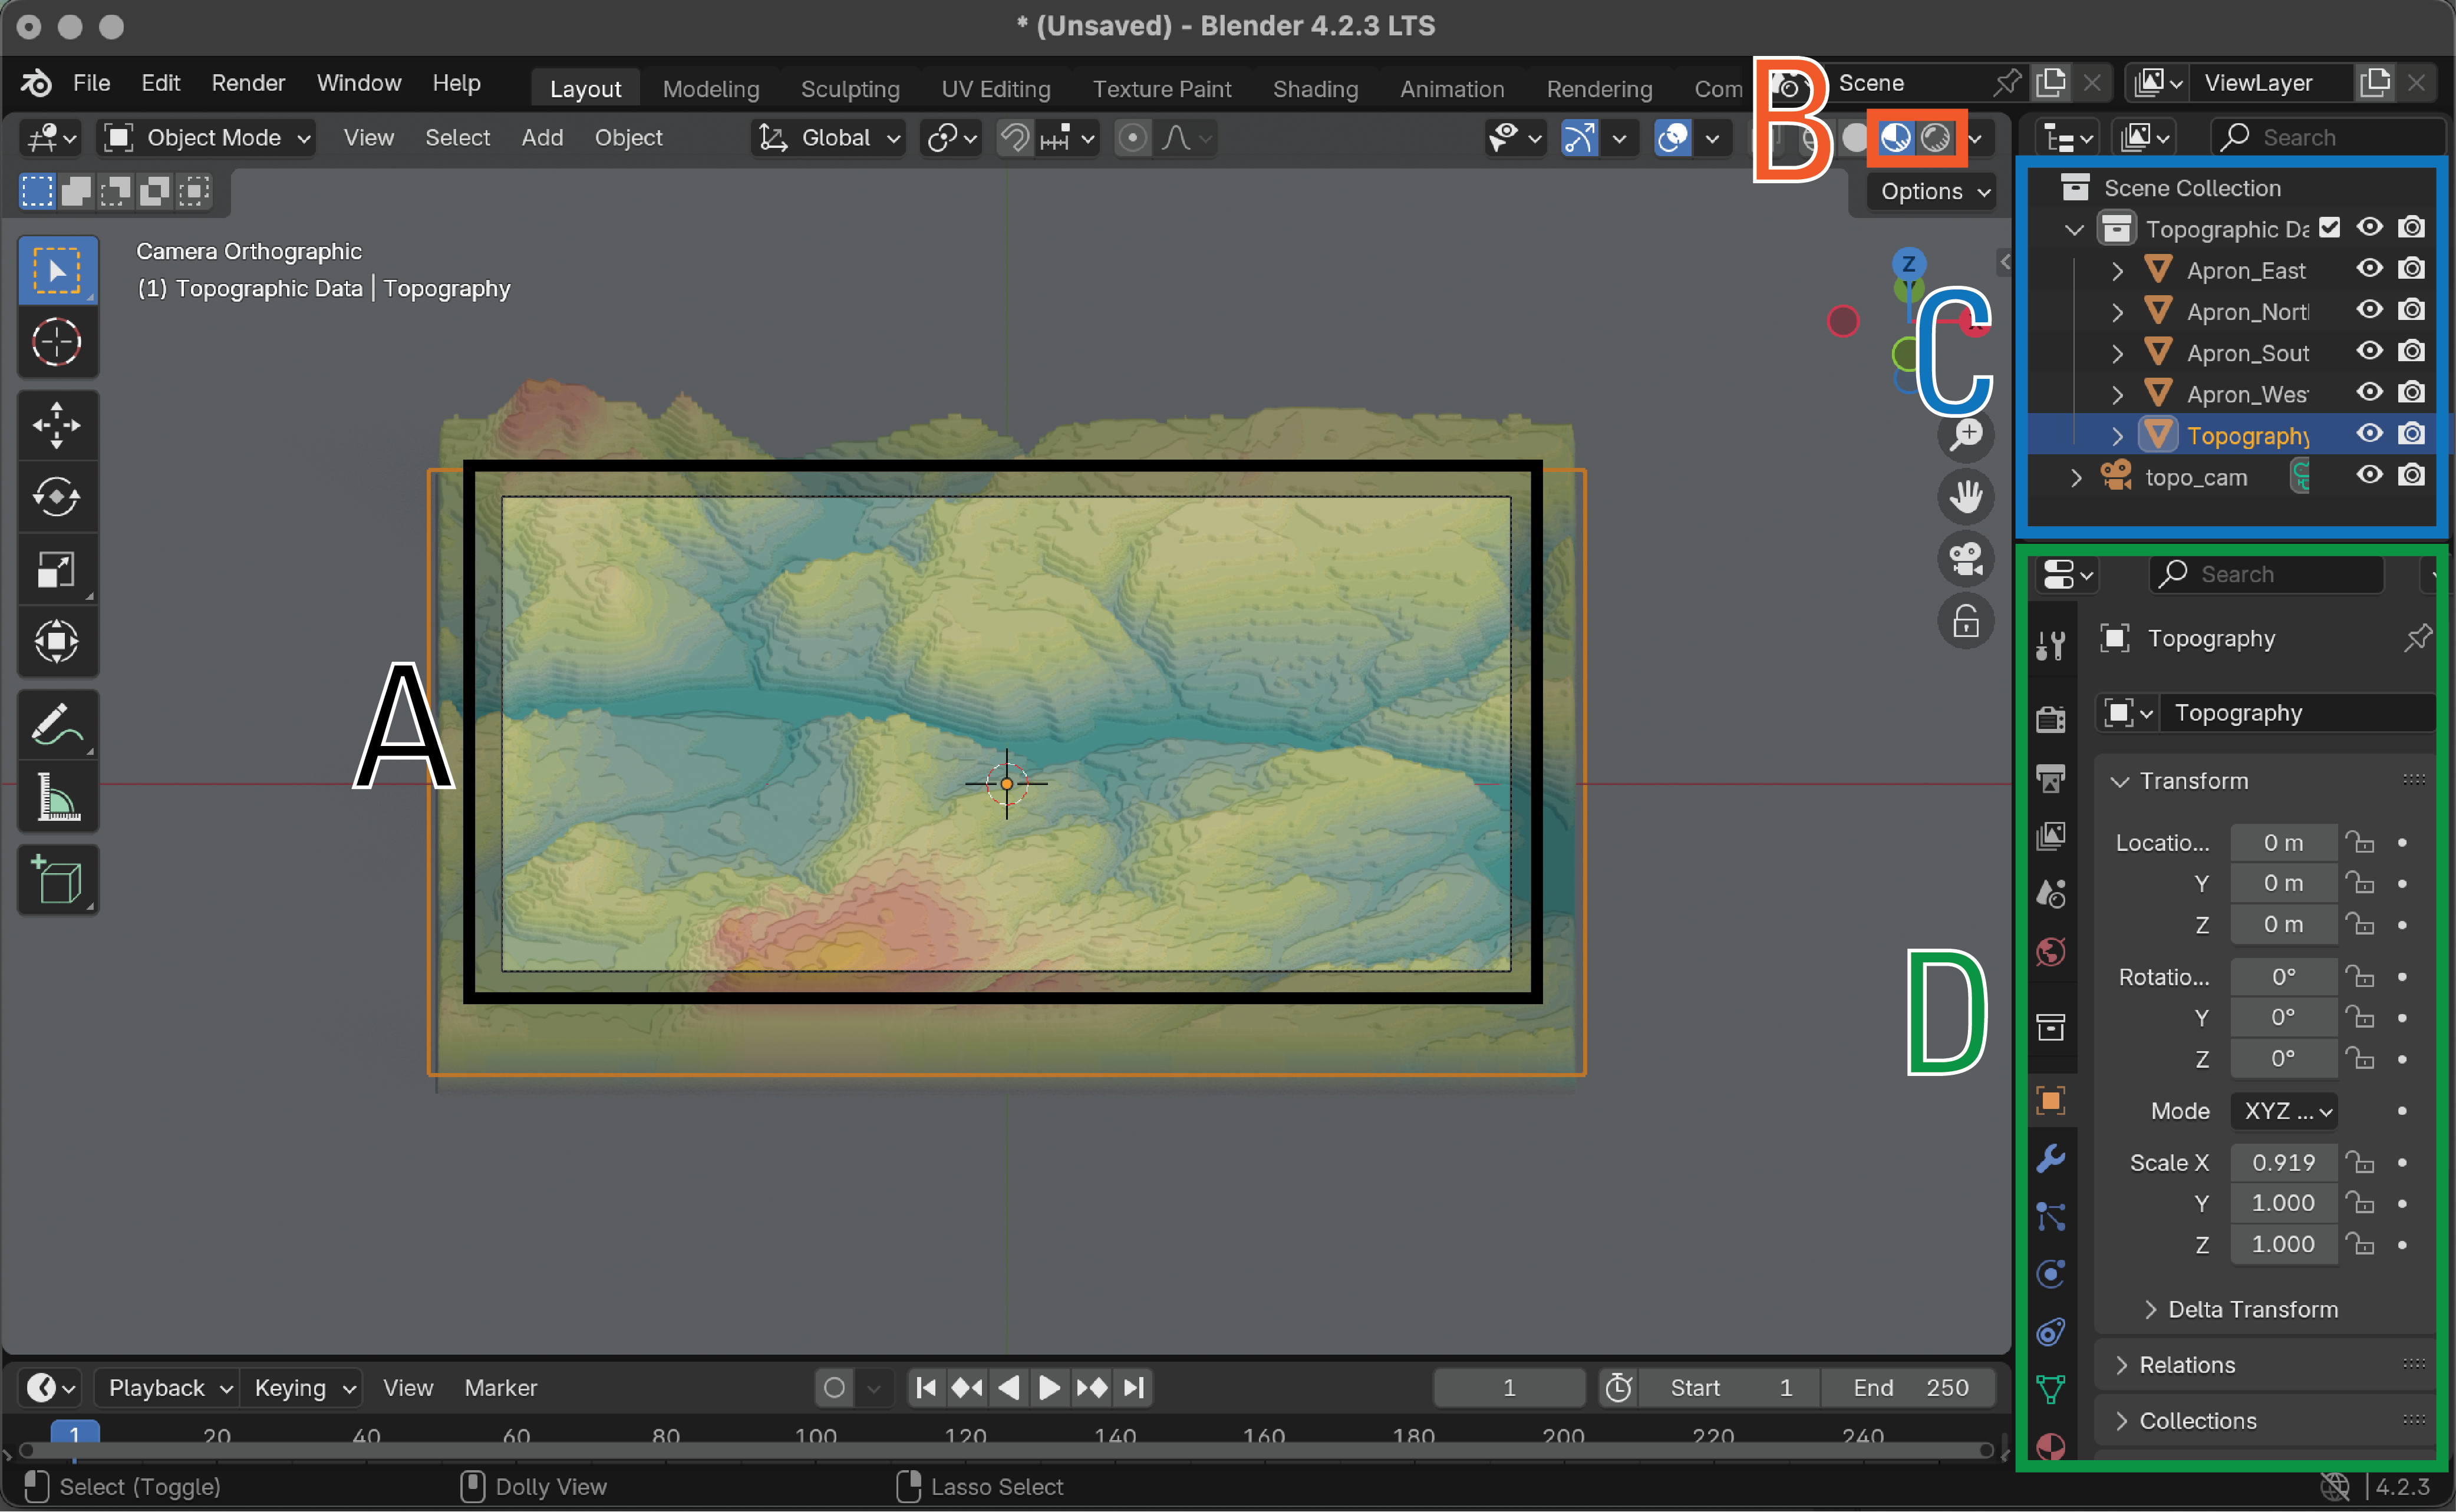 * (Unsaved) - Blender 4.2.3 LTS
File Edit Render Window Help Layout Modeling Sculpting UV Editing Texture Paint Shading Animation Rendering Com Scene ViewLayer
B
Object Mode View Select Add Object Global Search
Options
Camera Orthographic
(1) Topographic Data | Topography
Z
X
C
A
D
Scene Collection
Topographic Da
Apron_East
Apron_Nort
Apron_Sout
Apron_Wes
Topography
topo_cam
Search
Topography
Topography
Transform
Locatio... 0 m
Y 0 m
Z 0 m
Rotatio... 0°
Y 0°
Z 0°
Mode XYZ ...
Scale X 0.919
Y 1.000
Z 1.000
Delta Transform
Relations
Collections
Playback Keying View Marker 1 Start 1 End 250
1 20 40 60 80 100 120 140 160 180 200 220 240
Select (Toggle) Dolly View Lasso Select 4.2.3